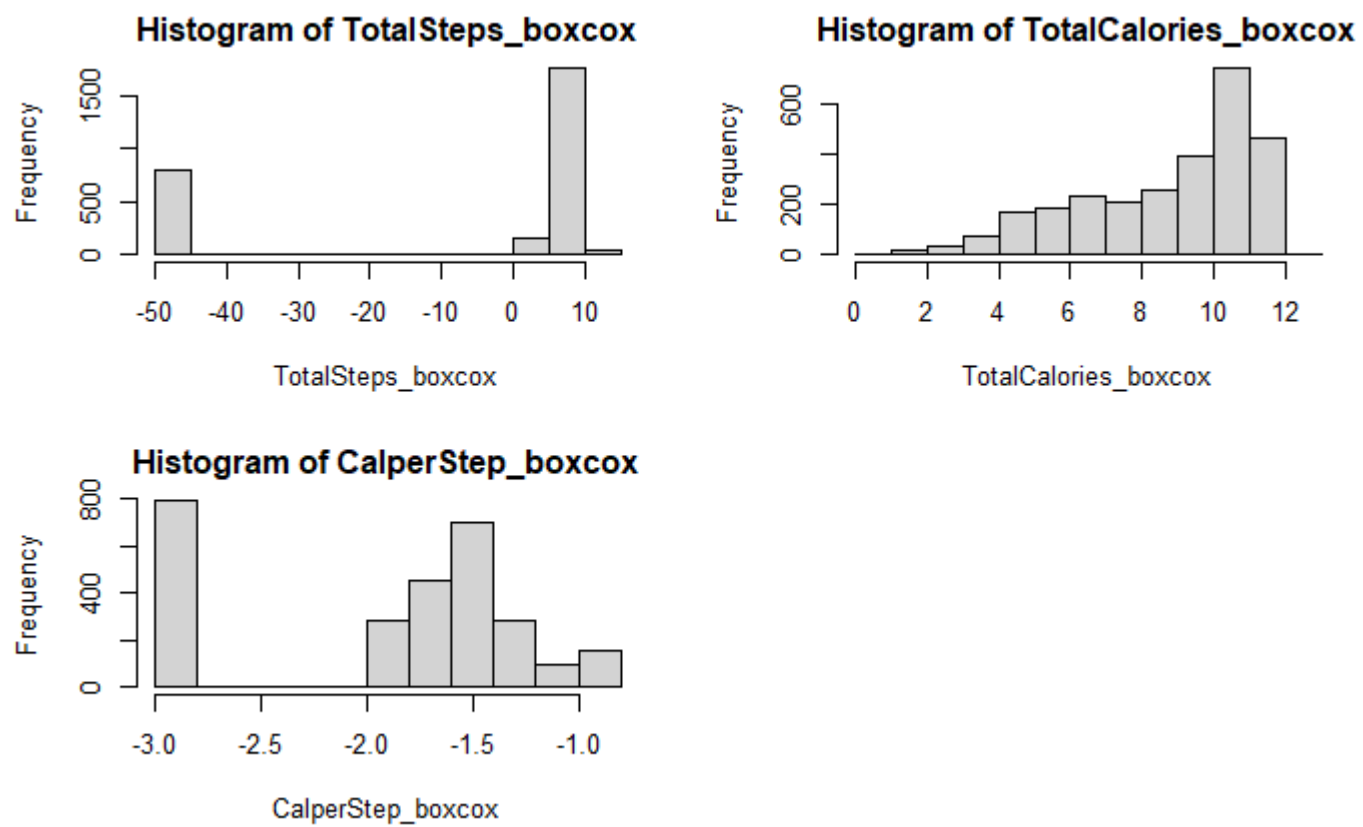 Histogram of TotalSteps_boxcox
Frequency
0 500 1500
-50 -40 -30 -20 -10 0 10
TotalSteps_boxcox
Histogram of TotalCalories_boxcox
Frequency
0 200 600
0 2 4 6 8 10 12
TotalCalories_boxcox
Histogram of CalperStep_boxcox
Frequency
0 400 800
-3.0 -2.5 -2.0 -1.5 -1.0
CalperStep_boxcox